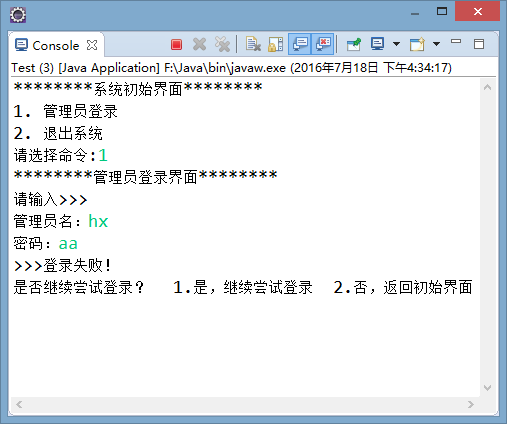 Console
Test (3) [Java Application] F:\Java\bin\javaw.exe (2016年7月18日 下午4:34:17)
********系统初始界面********
1. 管理员登录
2. 退出系统
请选择命令:1
********管理员登录界面********
请输入>>>
管理员名：hx
密码：aa
>>>登录失败！
是否继续尝试登录？ 1.是，继续尝试登录 2.否，返回初始界面